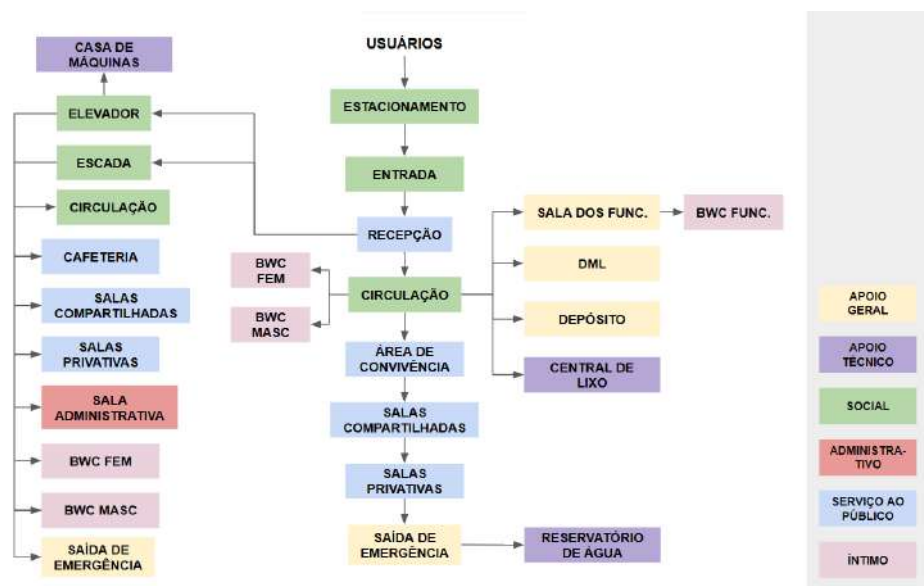 USUÁRIOS
CASA DE
MÁQUINAS
ELEVADOR
ESCADA
CIRCULAÇÃO
CAFETERIA
SALAS
COMPARTILHADAS
SALAS
PRIVATIVAS
SALA
ADMINISTRATIVA
BWC FEM
BWC MASC
SAÍDA DE
EMERGÊNCIA
ESTACIONAMENTO
ENTRADA
RECEPÇÃO
BWC
FEM
BWC
MASC
CIRCULAÇÃO
ÁREA DE
CONVIVÊNCIA
SALAS
COMPARTILHADAS
SALAS
PRIVATIVAS
SAÍDA DE
EMERGÊNCIA
SALA DOS FUNC.
BWC FUNC.
DML
DEPÓSITO
CENTRAL DE
LIXO
RESERVATÓRIO
DE ÁGUA
APOIO
GERAL
APOIO
TÉCNICO
SOCIAL
ADMINISTRA-
TIVO
SERVIÇO AO
PÚBLICO
ÍNTIMO